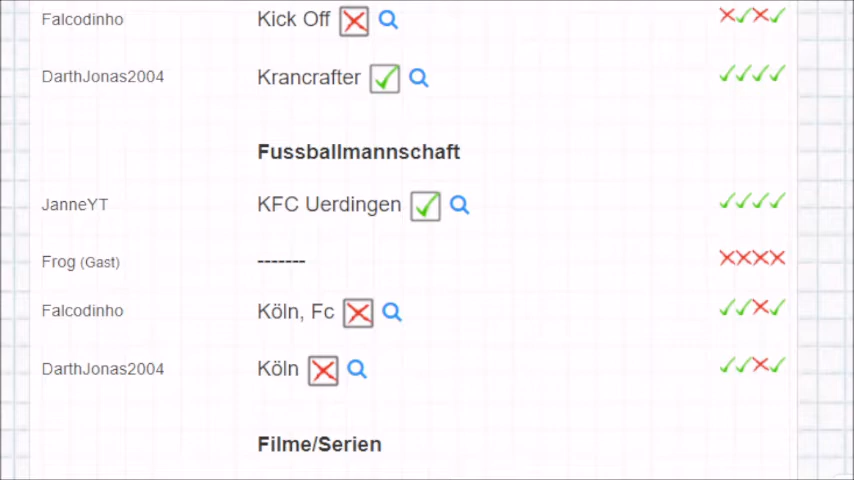 Falcodinho Kick Off
DarthJonas2004 Krancrafter
Fussballmannschaft
JanneYT KFC Uerdingen
Frog (Gast) -------
Falcodinho Köln, Fc
DarthJonas2004 Köln
Filme/Serien